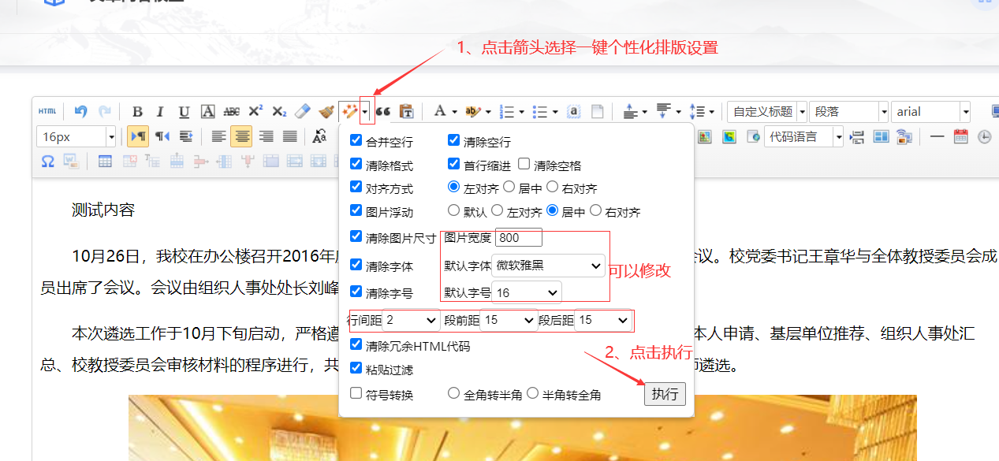 1、点击箭头选择一键个性化排版设置
HTML B I U A ABC X² X₂ A ab a 自定义标题 段落 arial
16px 代码语言
合并空行 清除空行
清除格式 首行缩进 清除空格
对齐方式 左对齐 居中 右对齐
图片浮动 默认 左对齐 居中 右对齐
清除图片尺寸 图片宽度 800
清除字体 默认字体 微软雅黑
可以修改
清除字号 默认字号 16
行间距 2 段前距 15 段后距 15
清除冗余HTML代码
2、点击执行
粘贴过滤
符号转换 全角转半角 半角转全角 执行
测试内容
10月26日，我校在办公楼召开2016年 会议。校党委书记王章华与全体教授委员会成
员出席了会议。会议由组织人事处处长刘峰
本次遴选工作于10月下旬启动，严格遵 本人申请、基层单位推荐、组织人事处汇
总、校教授委员会审核材料的程序进行，共 遴选。